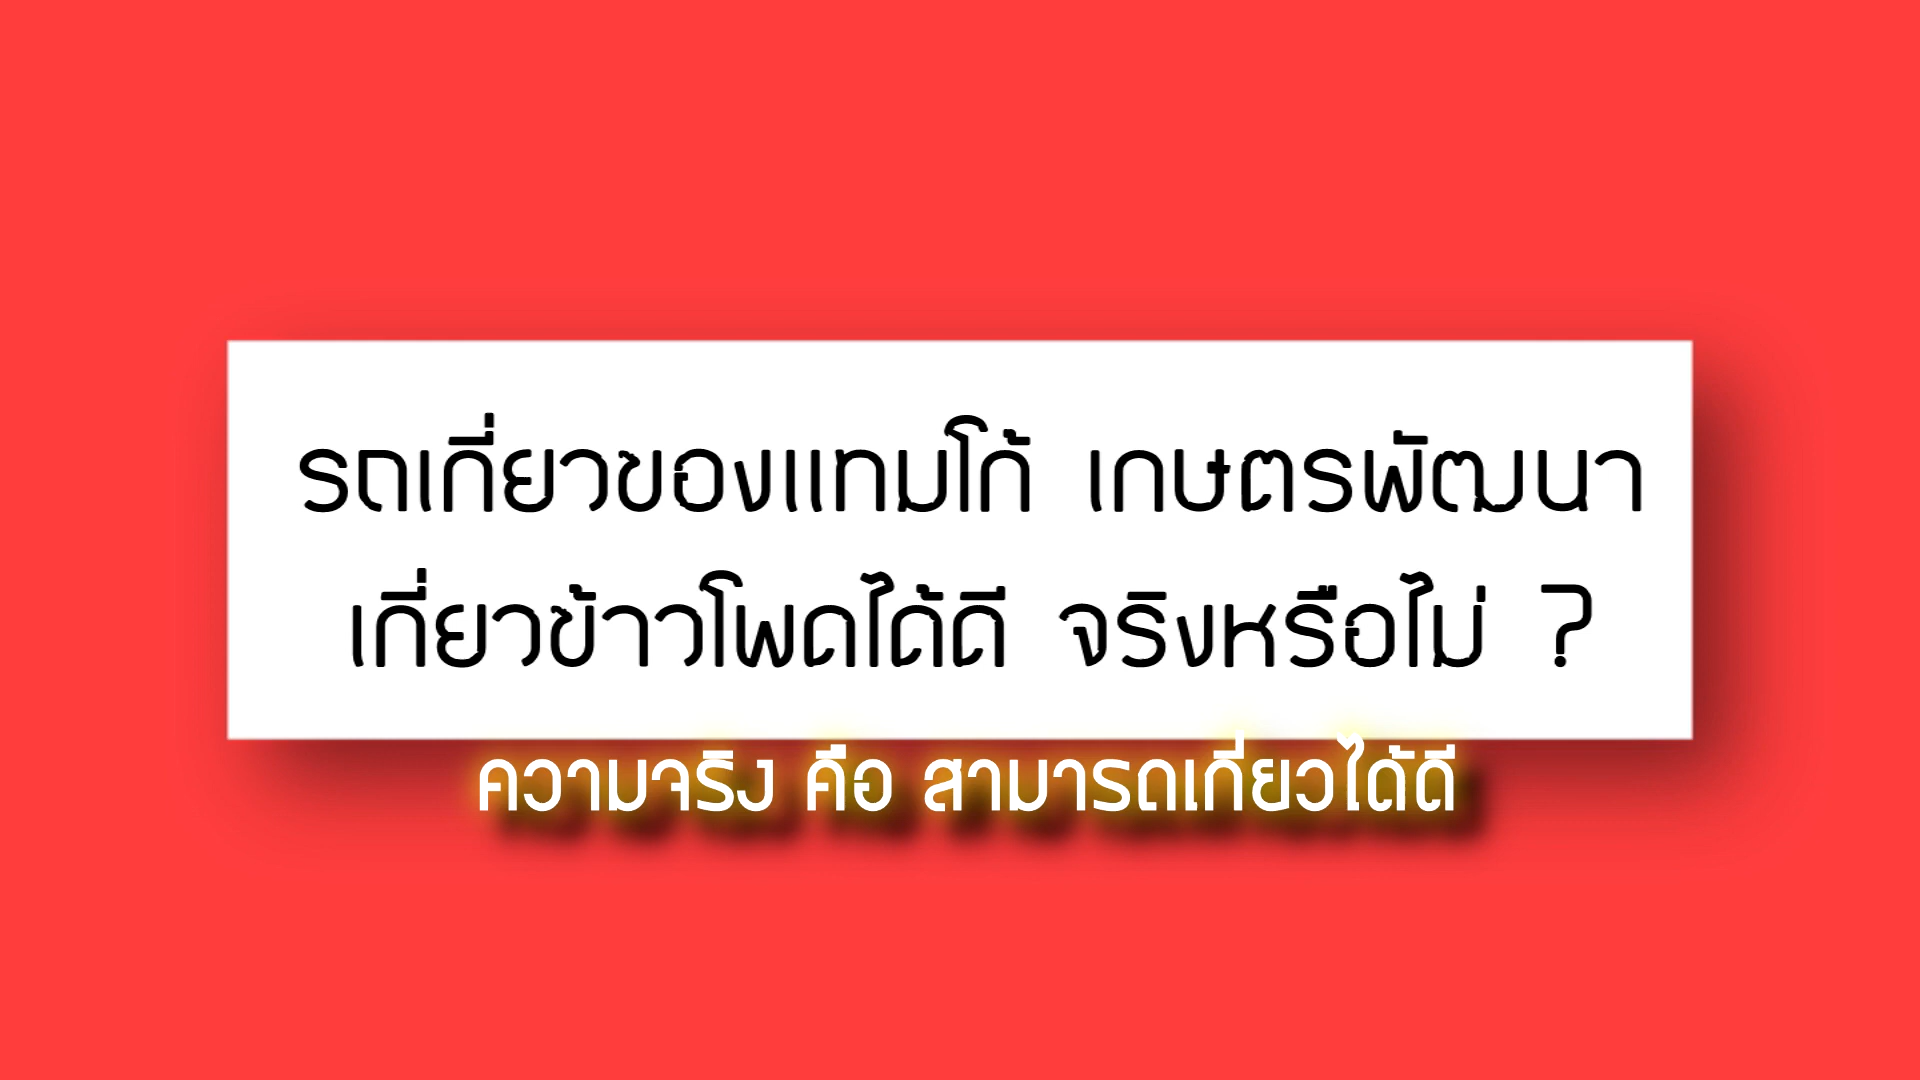 รถเกี่ยวของแทมโก้ เกษตรพัฒนา
เกี่ยวข้าวโพดได้ดี จริงหรือไม่ ?
ความจริง คือ สามารถเกี่ยวได้ดี